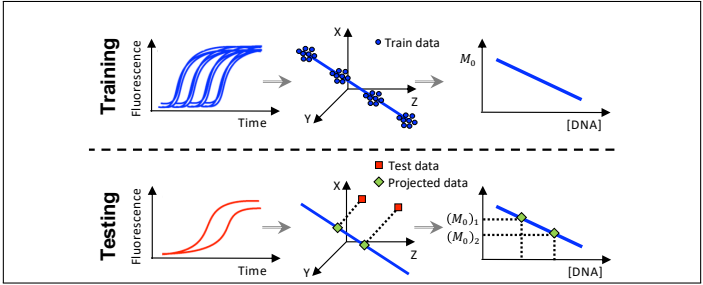 Training
Fluorescence
Time
X
Y
Z
Train data
M₀
[DNA]
Testing
Fluorescence
Time
Test data
Projected data
X
Y
Z
(M₀)₁
(M₀)₂
[DNA]